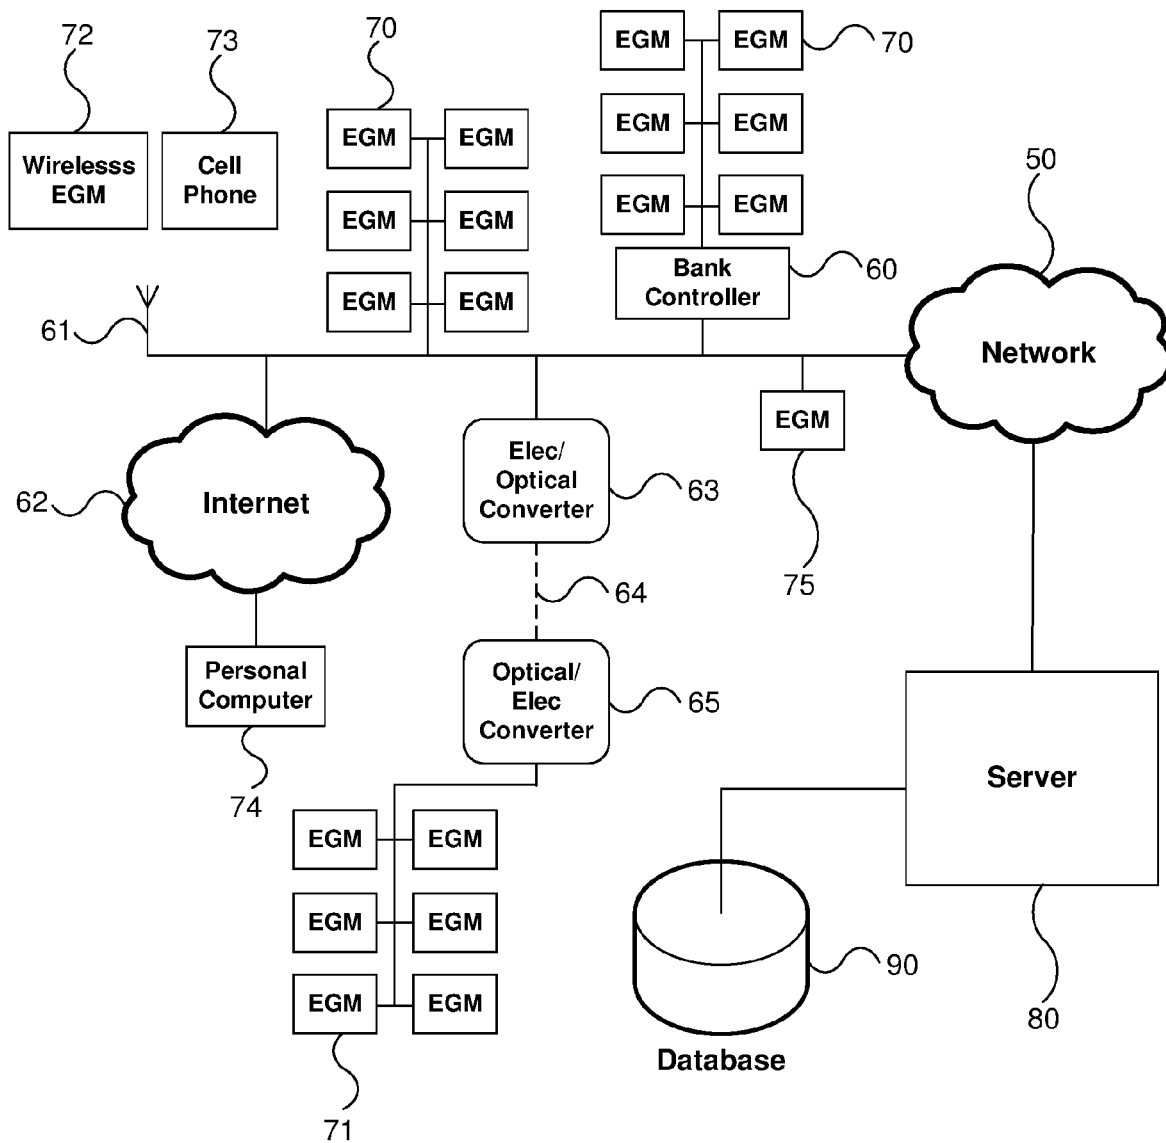 72
73
70
EGM EGM
70
Wirelesss
EGM
Cell
Phone
EGM EGM
EGM EGM
50
EGM EGM
EGM EGM
EGM EGM
Bank
Controller
60
61
Network
Internet
62
Elec/
Optical
Converter
63
EGM
75
64
Personal
Computer
74
Optical/
Elec
Converter
65
Server
80
EGM EGM
EGM EGM
EGM EGM
71
90
Database